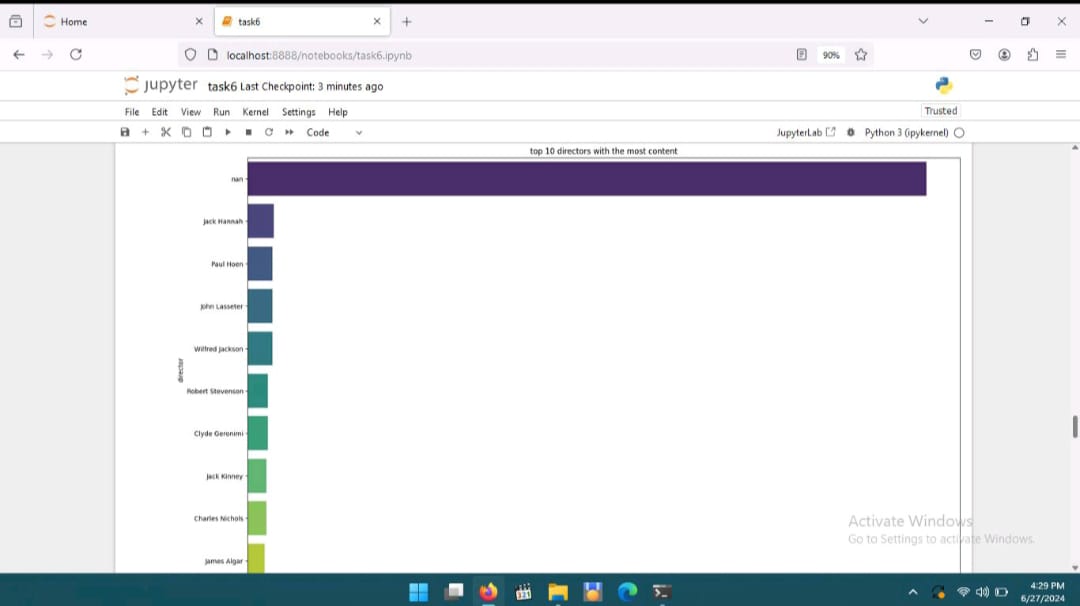 Home
task6
localhost:8888/notebooks/task6.ipynb
90%
jupyter task6 Last Checkpoint: 3 minutes ago
File Edit View Run Kernel Settings Help
Trusted
Code
JupyterLab
Python 3 (ipykernel)
top 10 directors with the most content
nan
Jack Hannah
Paul Hoen
John Lasseter
Wilfred Jackson
director
Robert Stevenson
Clyde Geronimi
Jack Kinney
Charles Nichols
James Algar
Activate Windows
Go to Settings to activate Windows.
4:29 PM
6/27/2024